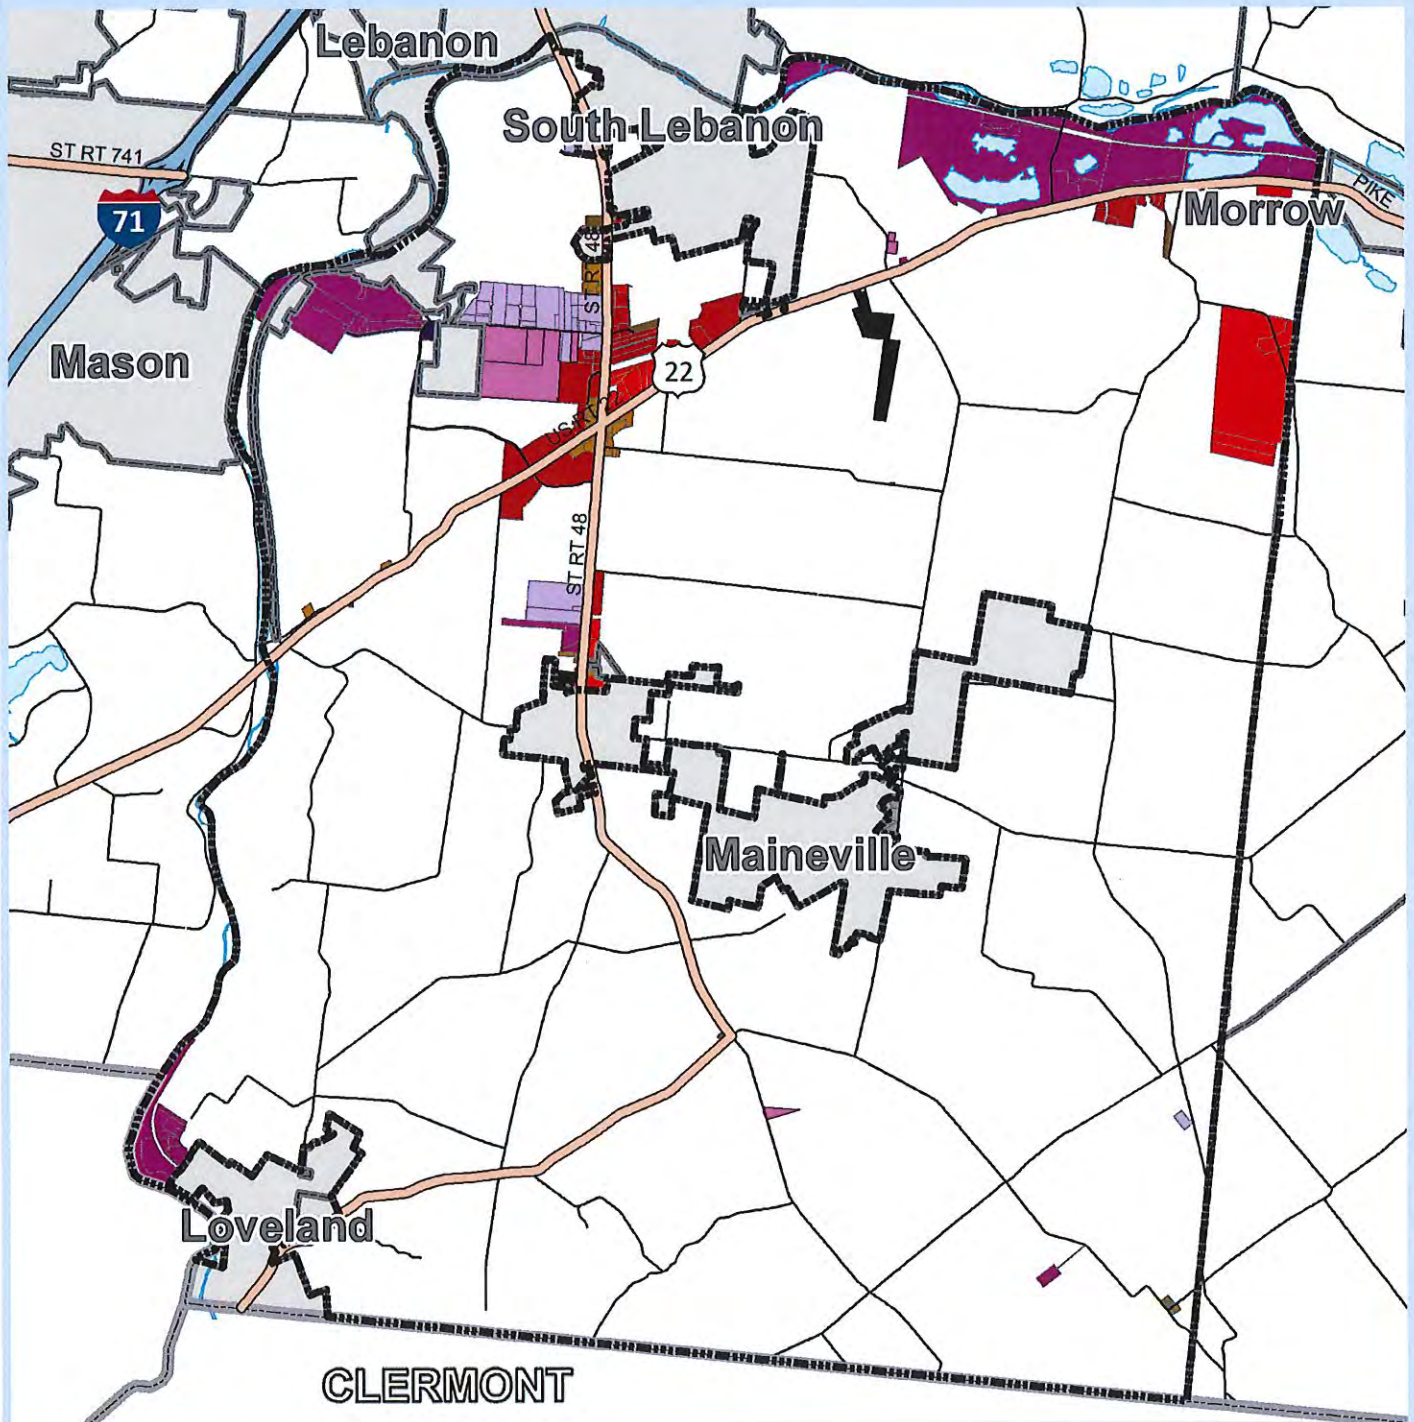 Lebanon
South Lebanon
ST RT 741
71
PIKE
Morrow
ST RT 48
Mason
22
US RT 22
ST RT 48
Maineville
Loveland
CLERMONT